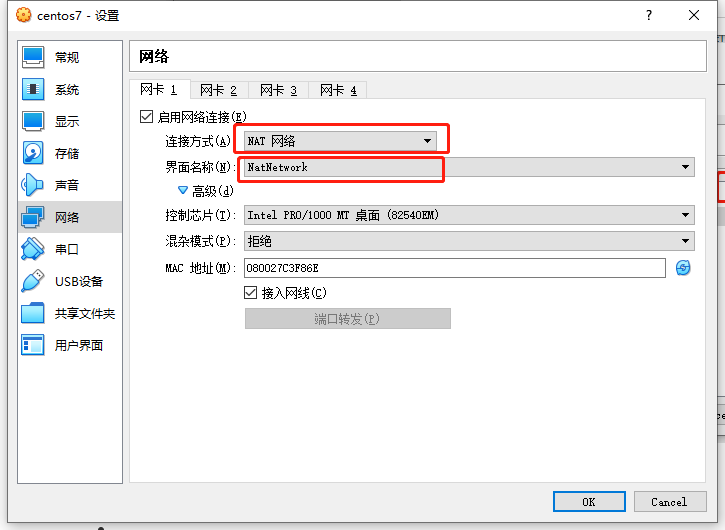 centos7 - 设置
?
常规
系统
显示
存储
声音
网络
串口
USB设备
共享文件夹
用户界面
网络
网卡 1 网卡 2 网卡 3 网卡 4
启用网络连接(E)
连接方式(A) NAT 网络
界面名称(N): NatNetwork
高级(d)
控制芯片(T): Intel PRO/1000 MT 桌面 (82540EM)
混杂模式(P): 拒绝
MAC 地址(M): 080027C3F86E
接入网线(C)
端口转发(P)
OK Cancel